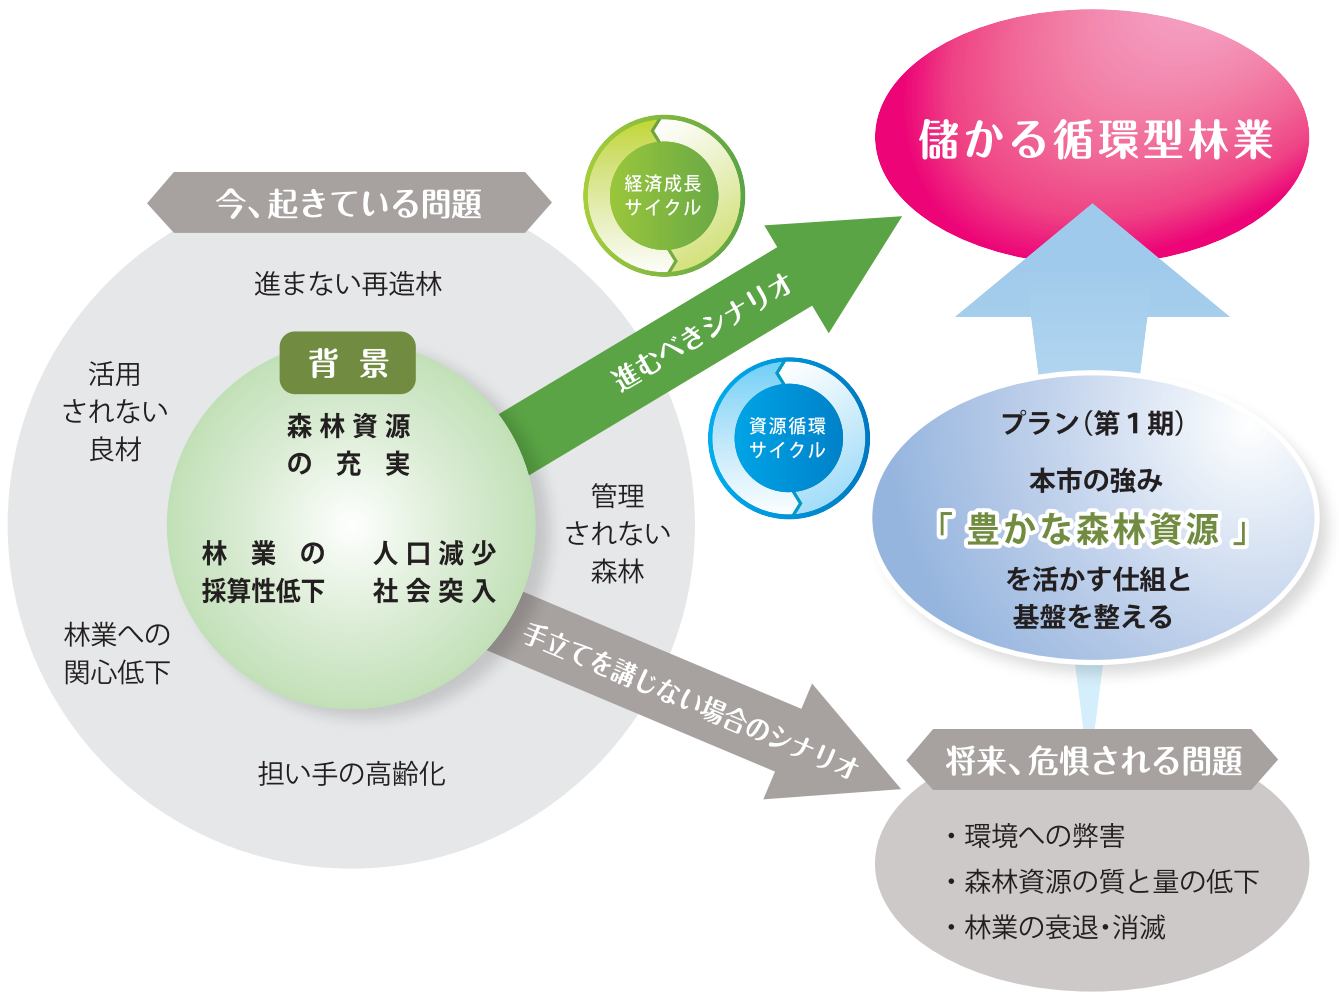 今、起きている問題
進まない再造林
活用
されない
良材
管理
されない
森林
林業への
関心低下
担い手の高齢化
背景
森林資源
の充実
林業の
採算性低下
人口減少
社会突入
経済成長
サイクル
進むべきシナリオ
資源循環
サイクル
手立てを講じない場合のシナリオ
儲かる循環型林業
プラン（第1期）
本市の強み
「豊かな森林資源」
を活かす仕組と
基盤を整える
将来、危惧される問題
・環境への弊害
・森林資源の質と量の低下
・林業の衰退・消滅